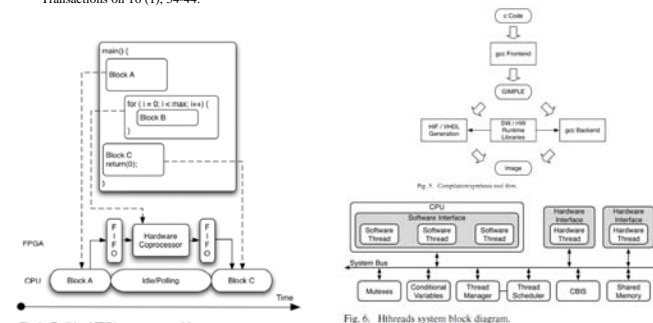 Transactions on 16 (1), 34-44.
main() {
Block A
for ( i = 0; i < max; i++) {
Block B
}
Block C
return(0);
}
FPGA
FIFO
Hardware
Coprocessor
FIFO
CPU
Block A
Idle/Polling
Block C
Time
c Code
gcc Frontend
GIMPLE
HIF / VHDL
Generation
SW / HW
Runtime
Libraries
gcc Backend
Image
Fig. 5. Compilation/synthesis tool flow.
CPU
Software Interface
Software
Thread
Software
Thread
Software
Thread
Hardware
Interface
Hardware
Thread
Hardware
Interface
Hardware
Thread
System Bus
Mutexes
Conditional
Variables
Thread
Manager
Thread
Scheduler
CBIS
Shared
Memory
Fig. 6. Hthreads system block diagram.